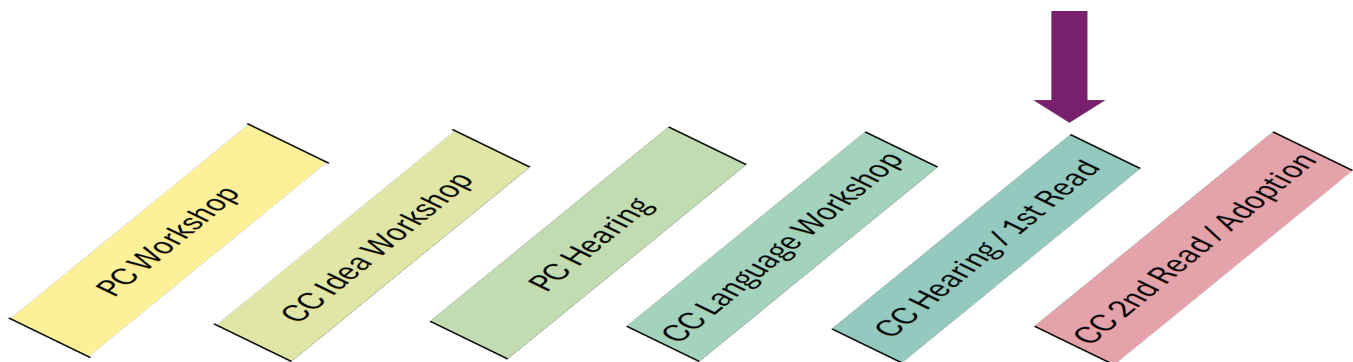 PC Workshop
CC Idea Workshop
PC Hearing
CC Language Workshop
CC Hearing / 1st Read
CC 2nd Read / Adoption